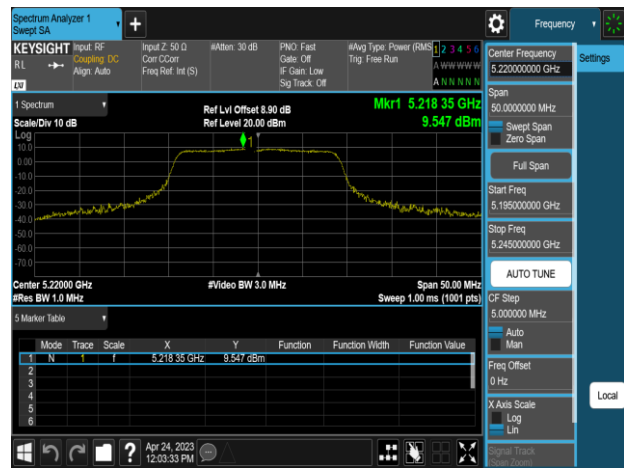 Spectrum Analyzer 1
Swept SA
Frequency
KEYSIGHT
RL
LXI
Input: RF
Coupling: DC
Align: Auto
Input Z: 50 Ω
Corr CCorr
Freq Ref: Int (S)
#Atten: 30 dB
PNO: Fast
Gate: Off
IF Gain: Low
Sig Track: Off
#Avg Type: Power (RMS
Trig: Free Run
1 2 3 4 5 6
A WWWWW
A NNNNN
Center Frequency
5.220000000 GHz
Settings
Span
50.0000000 MHz
Swept Span
Zero Span
Full Span
Start Freq
5.195000000 GHz
Stop Freq
5.245000000 GHz
AUTO TUNE
CF Step
5.000000 MHz
Auto
Man
Freq Offset
0 Hz
X Axis Scale
Log
Lin
Signal Track
(Span Zoom)
Local
1 Spectrum
Scale/Div 10 dB
Ref Lvl Offset 8.90 dB
Ref Level 20.00 dBm
Mkr1 5.218 35 GHz
9.547 dBm
Log
10.0
0.00
-10.0
-20.0
-30.0
-40.0
-50.0
-60.0
-70.0
1
Center 5.22000 GHz
#Video BW 3.0 MHz
Span 50.00 MHz
#Res BW 1.0 MHz
Sweep 1.00 ms (1001 pts)
5 Marker Table
Mode Trace Scale X Y Function Function Width Function Value
1 N 1 f 5.218 35 GHz 9.547 dBm
2
3
4
5
6
Apr 24, 2023
12:03:33 PM
?